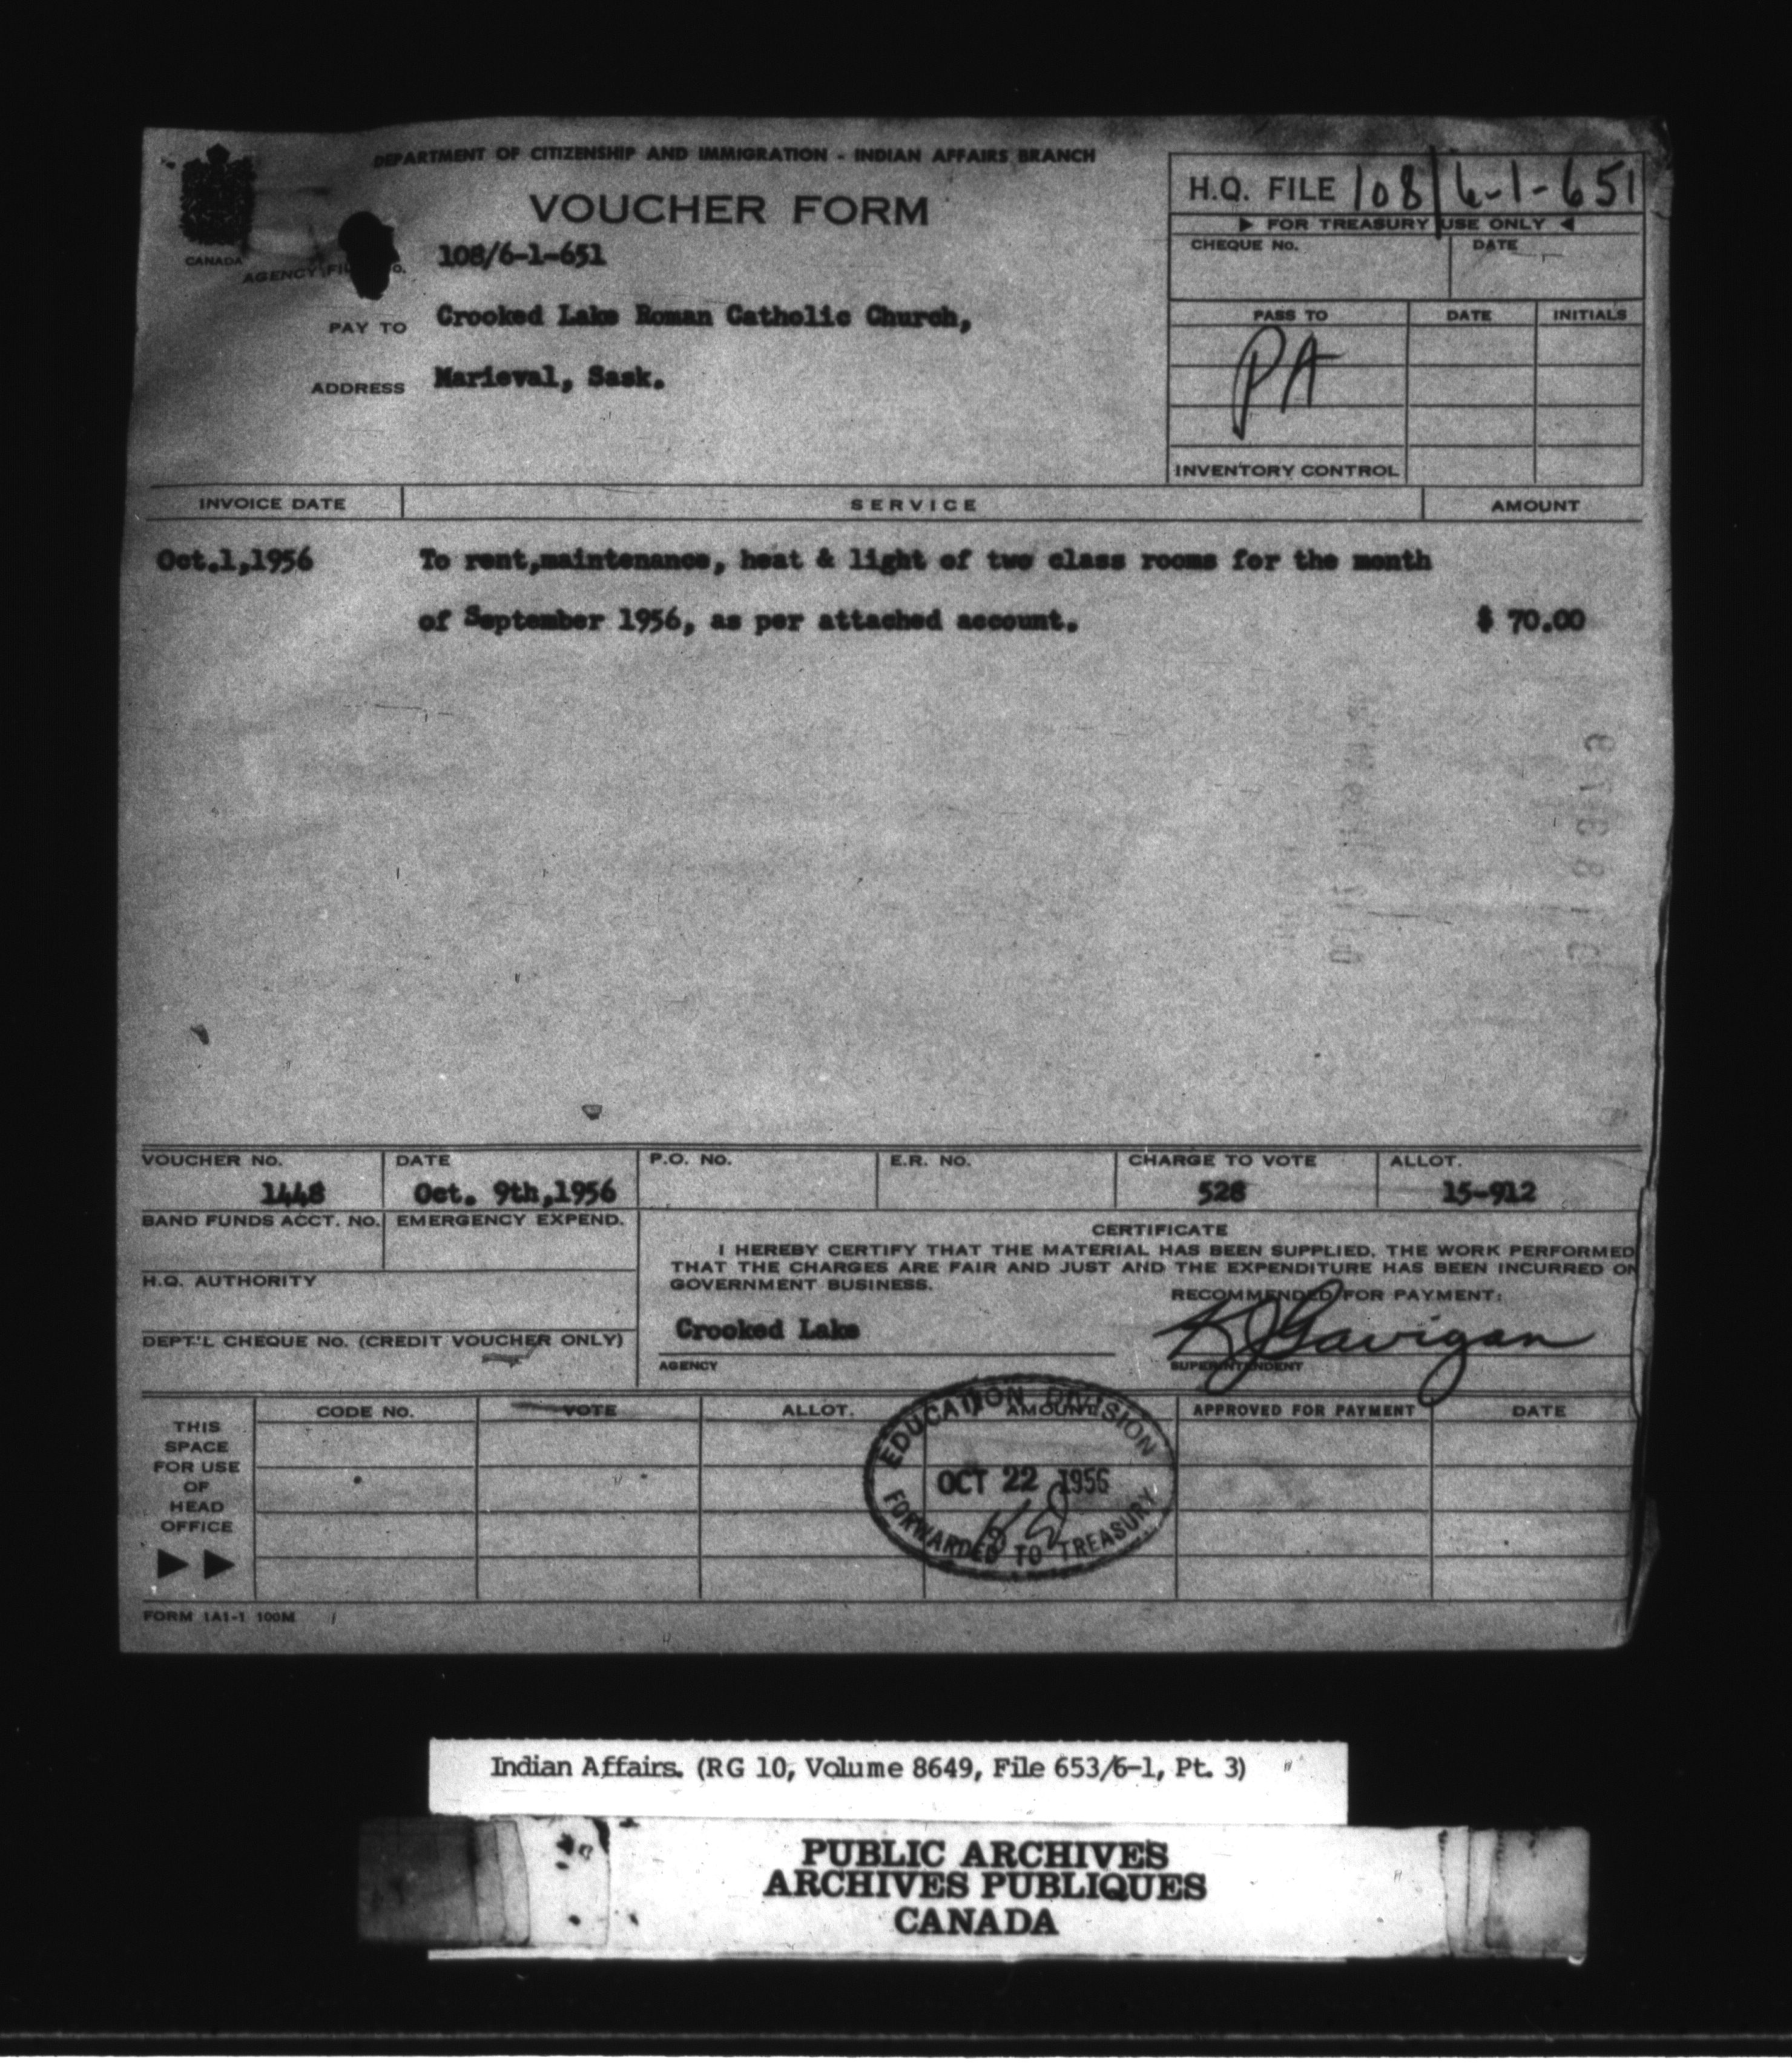 DEPARTMENT OF CITIZENSHIP AND IMMIGRATION - INDIAN AFFAIRS BRANCH
VOUCHER FORM
CANADA
AGENCY FILE No. 108/6-1-651
PAY TO Crooked Lake Roman Catholic Church,
ADDRESS Marieval, Sask.
H.Q. FILE 108/6-1-651
FOR TREASURY USE ONLY
CHEQUE No. DATE
PASS TO DATE INITIALS
PA
INVENTORY CONTROL
INVOICE DATE SERVICE AMOUNT
Oct.1,1956 To rent,maintenance, heat & light of two class rooms for the month
of September 1956, as per attached account. $ 70.00
VOUCHER NO. DATE P.O. NO. E.R. NO. CHARGE TO VOTE ALLOT.
1448 Oct. 9th,1956 528 15-912
BAND FUNDS ACCT. NO. EMERGENCY EXPEND.
H.Q. AUTHORITY
DEPT'L CHEQUE NO. (CREDIT VOUCHER ONLY)
CERTIFICATE
I HEREBY CERTIFY THAT THE MATERIAL HAS BEEN SUPPLIED, THE WORK PERFORMED
THAT THE CHARGES ARE FAIR AND JUST AND THE EXPENDITURE HAS BEEN INCURRED ON
GOVERNMENT BUSINESS.
RECOMMENDED FOR PAYMENT:
Crooked Lake KJGavigan
AGENCY SUPERINTENDENT
THIS
SPACE
FOR USE
OF
HEAD
OFFICE
CODE NO. VOTE ALLOT. AMOUNT APPROVED FOR PAYMENT DATE
EDUCATION DIVISION
OCT 22 1956
FORWARDED TO TREASURY
FORM 1A1-1 100M
Indian Affairs. (RG 10, Volume 8649, File 653/6-1, Pt. 3)
PUBLIC ARCHIVES
ARCHIVES PUBLIQUES
CANADA